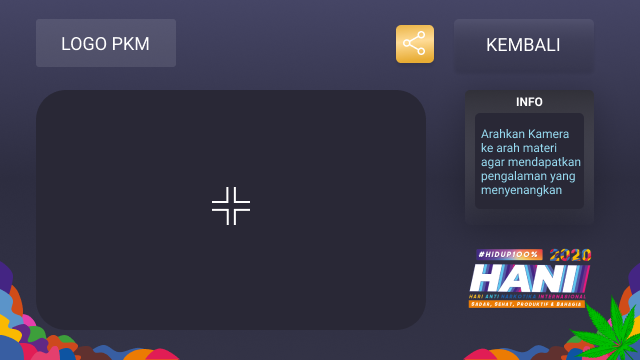 LOGO PKM
KEMBALI
INFO
Arahkan Kamera
ke arah materi
agar mendapatkan
pengalaman yang
menyenangkan
#HIDUP100% 2020
HANI
HARI ANTI NARKOTIKA INTERNASIONAL
SADAR, SEHAT, PRODUKTIF & BAHAGIA